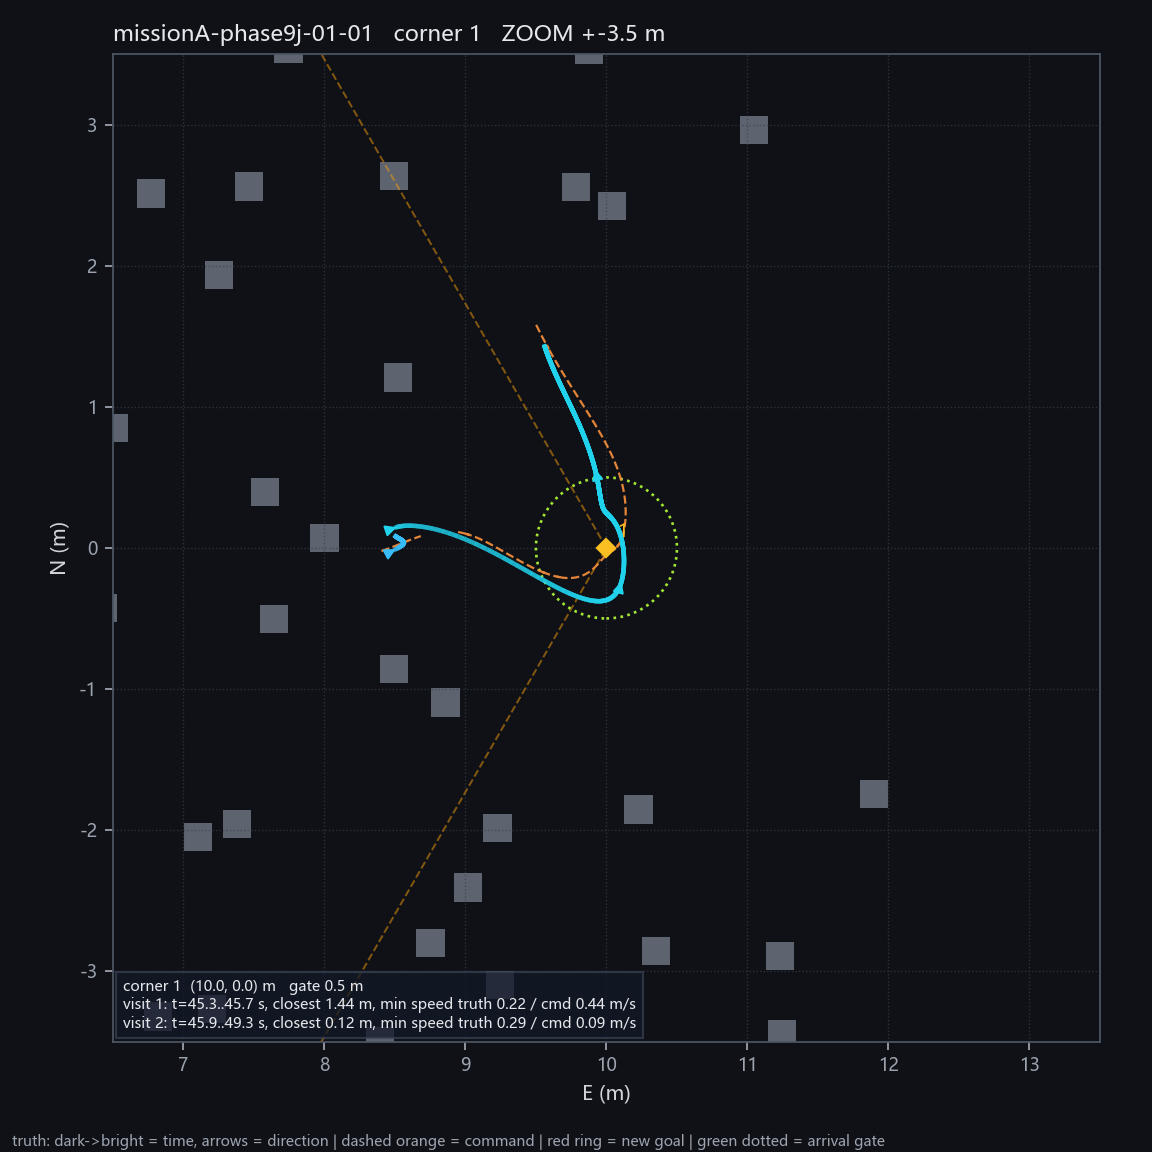 missionA-phase9j-01-01   corner 1   ZOOM +-3.5 m
3
2
1
0
-1
-2
-3
N (m)
corner 1  (10.0, 0.0) m   gate 0.5 m
visit 1: t=45.3..45.7 s, closest 1.44 m, min speed truth 0.22 / cmd 0.44 m/s
visit 2: t=45.9..49.3 s, closest 0.12 m, min speed truth 0.29 / cmd 0.09 m/s
7 8 9 10 11 12 13
E (m)
truth: dark->bright = time, arrows = direction | dashed orange = command | red ring = new goal | green dotted = arrival gate